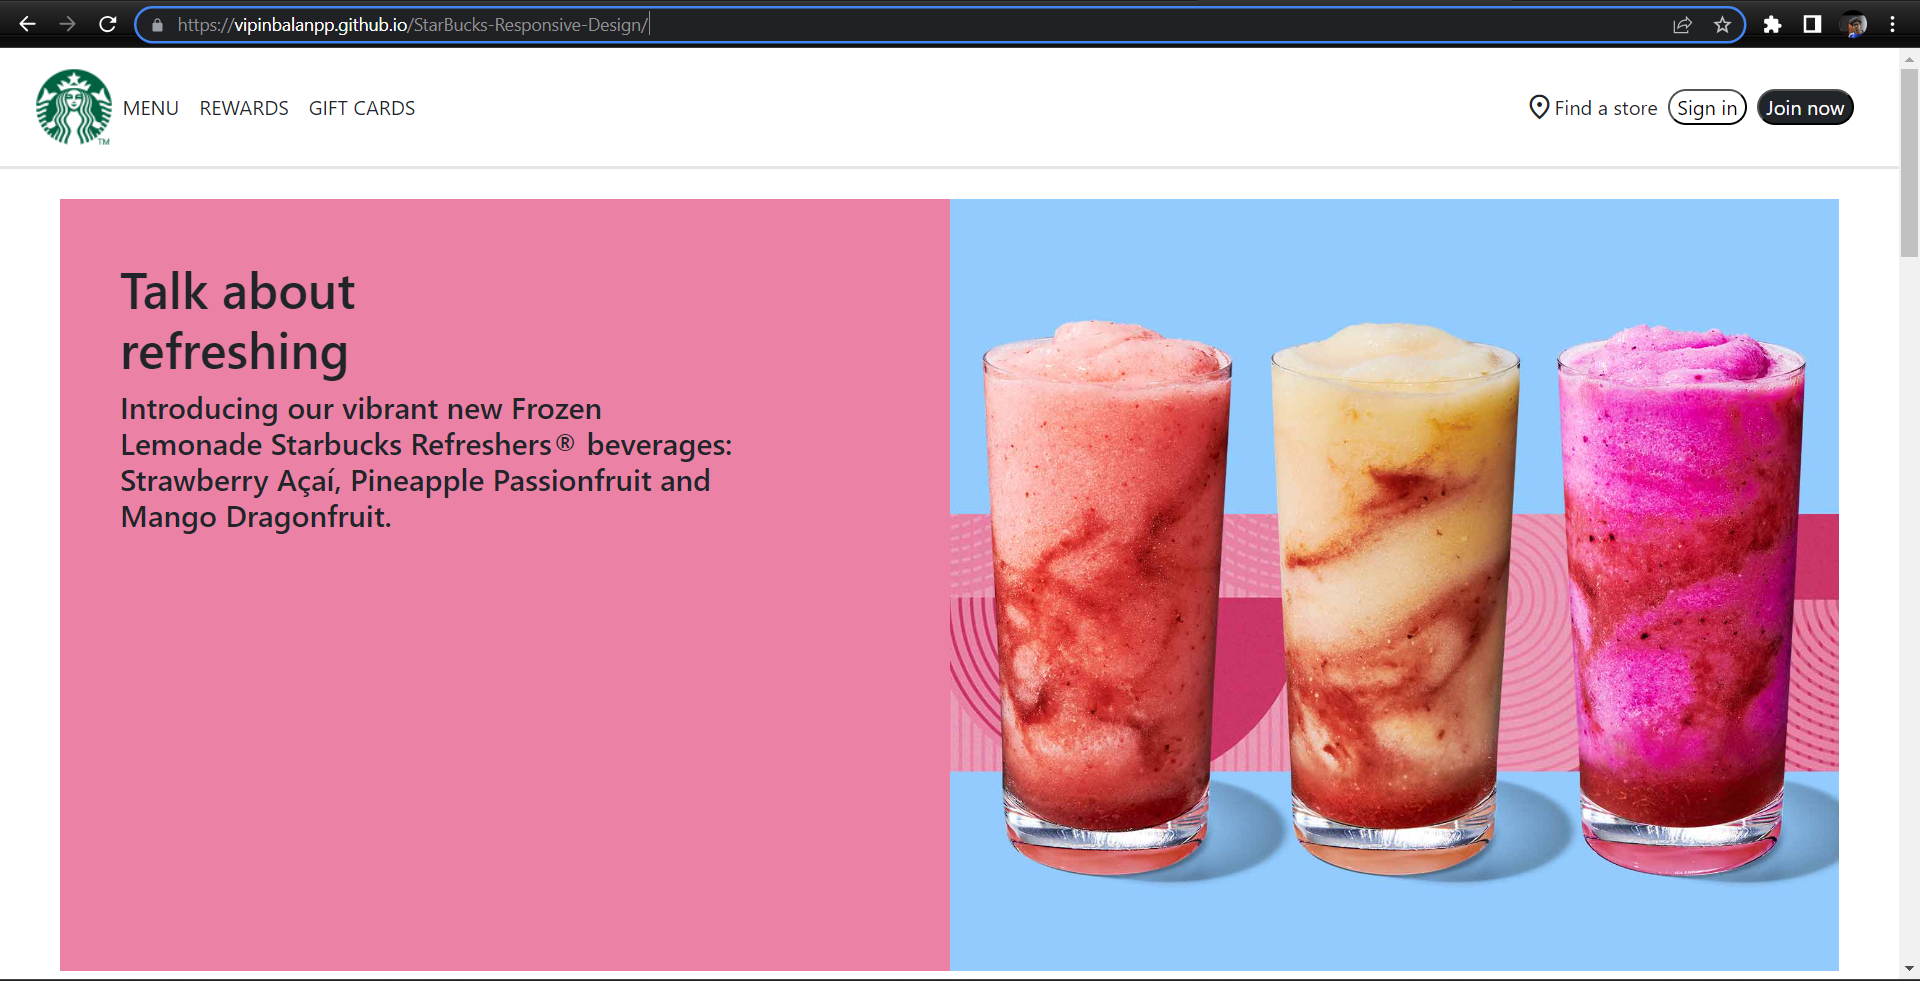 https://vipinbalanpp.github.io/StarBucks-Responsive-Design/
TM
MENU REWARDS GIFT CARDS
Find a store Sign in Join now
Talk about
refreshing
Introducing our vibrant new Frozen
Lemonade Starbucks Refreshers® beverages:
Strawberry Açaí, Pineapple Passionfruit and
Mango Dragonfruit.